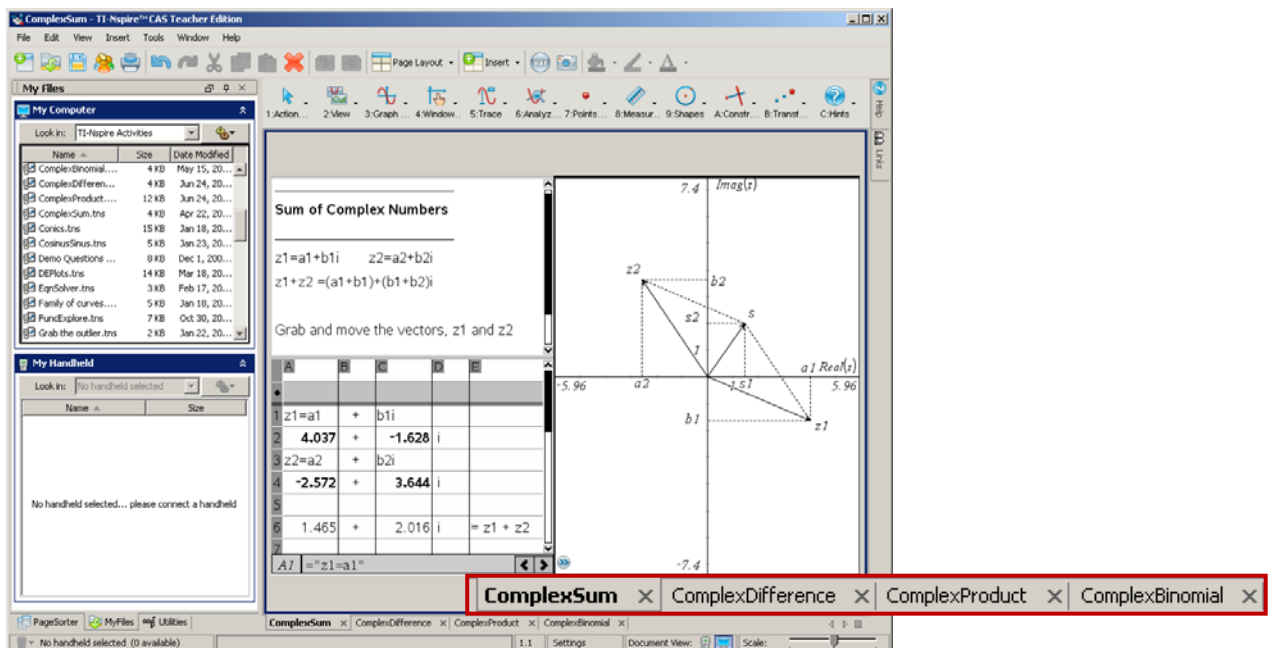 ComplexSum - TI-Nspire™ CAS Teacher Edition
File Edit View Insert Tools Window Help
Page Layout Insert
My Files
My Computer
Look in: TI-Nspire Activities
Name Size Date Modified
ComplexBinomial.... 4 KB May 15, 20...
ComplexDifferen... 4 KB Jun 24, 20...
ComplexProduct.... 12 KB Jun 24, 20...
ComplexSum.tns 4 KB Apr 22, 20...
Conics.tns 15 KB Jan 18, 20...
CosinusSinus.tns 5 KB Jan 23, 20...
Demo Questions ... 8 KB Dec 1, 200...
DEPlots.tns 14 KB Mar 18, 20...
EqnSolver.tns 3 KB Feb 17, 20...
Family of curves.... 5 KB Jan 18, 20...
FuncExplore.tns 7 KB Oct 30, 20...
Grab the outlier.tns 2 KB Jan 22, 20...
My Handheld
Look in: No handheld selected
Name Size
No handheld selected... please connect a handheld
PageSorter MyFiles Utilities
No handheld selected (0 available)
1:Action... 2:View 3:Graph ... 4:Window.. 5:Trace 6:Analyz... 7:Points... 8:Measur.. 9:Shapes A:Constr.. B:Transf... C:Hints
Help
Links
Sum of Complex Numbers
z1=a1+b1i z2=a2+b2i
z1+z2 =(a1+b1)+(b1+b2)i
Grab and move the vectors, z1 and z2
A B C D E
1 z1=a1 + b1i
2 4.037 + -1.628 i
3 z2=a2 + b2i
4 -2.572 + 3.644 i
5
6 1.465 + 2.016 i = z1 + z2
7
A1 ="z1=a1"
7.4 Imag(z)
z2 b2
s2 s
1
a1 Real(z)
-5.96 a2 1 s1 5.96
b1 z1
-7.4
ComplexSum ComplexDifference ComplexProduct ComplexBinomial
ComplexSum ComplexDifference ComplexProduct ComplexBinomial
1.1 Settings Document View: Scale: